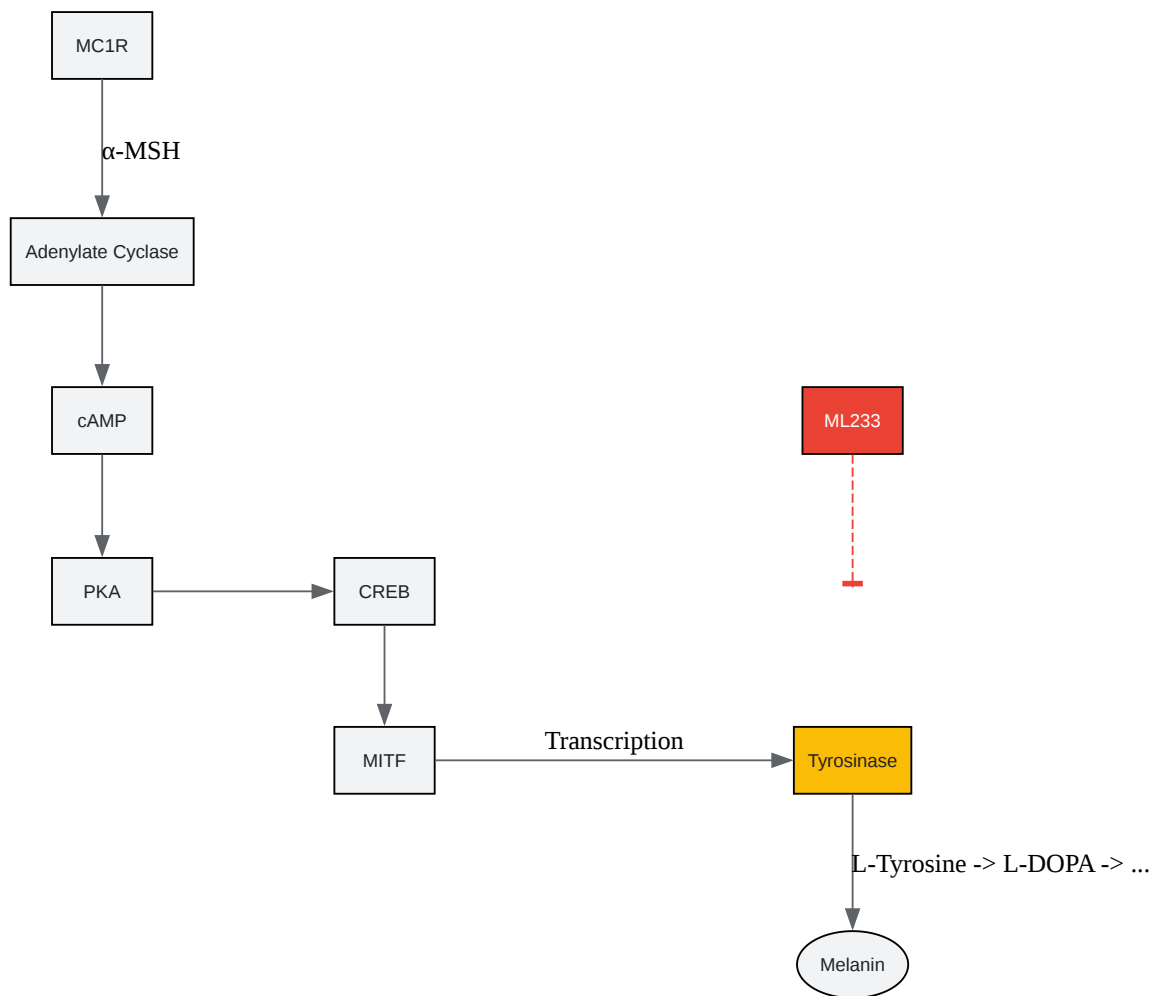 MC1R
α-MSH
Adenylate Cyclase
cAMP
ML233
PKA
CREB
MITF
Transcription
Tyrosinase
L-Tyrosine -> L-DOPA -> ...
Melanin